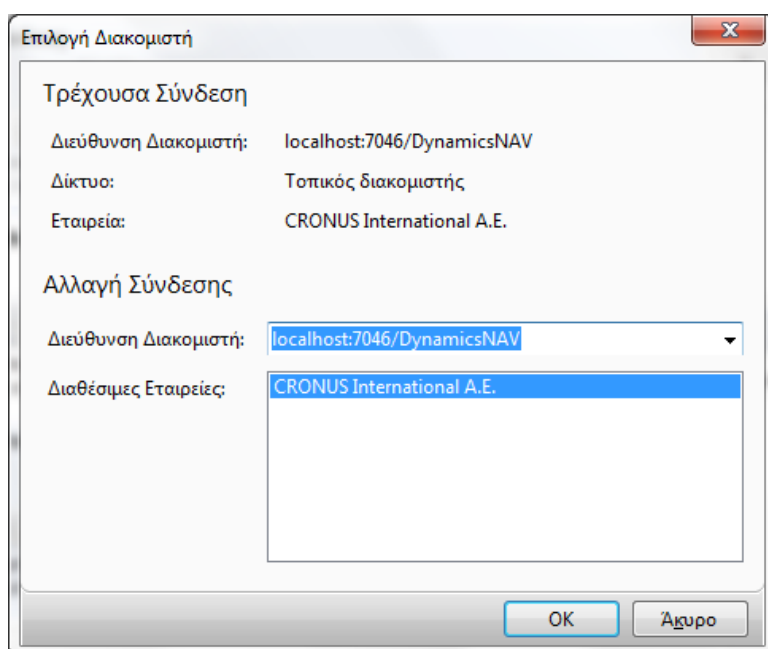 Επιλογή Διακομιστή
Τρέχουσα Σύνδεση
Διεύθυνση Διακομιστή: localhost:7046/DynamicsNAV
Δίκτυο: Τοπικός διακομιστής
Εταιρεία: CRONUS International A.E.
Αλλαγή Σύνδεσης
Διεύθυνση Διακομιστή: localhost:7046/DynamicsNAV
Διαθέσιμες Εταιρείες: CRONUS International A.E.
OK Άκυρο